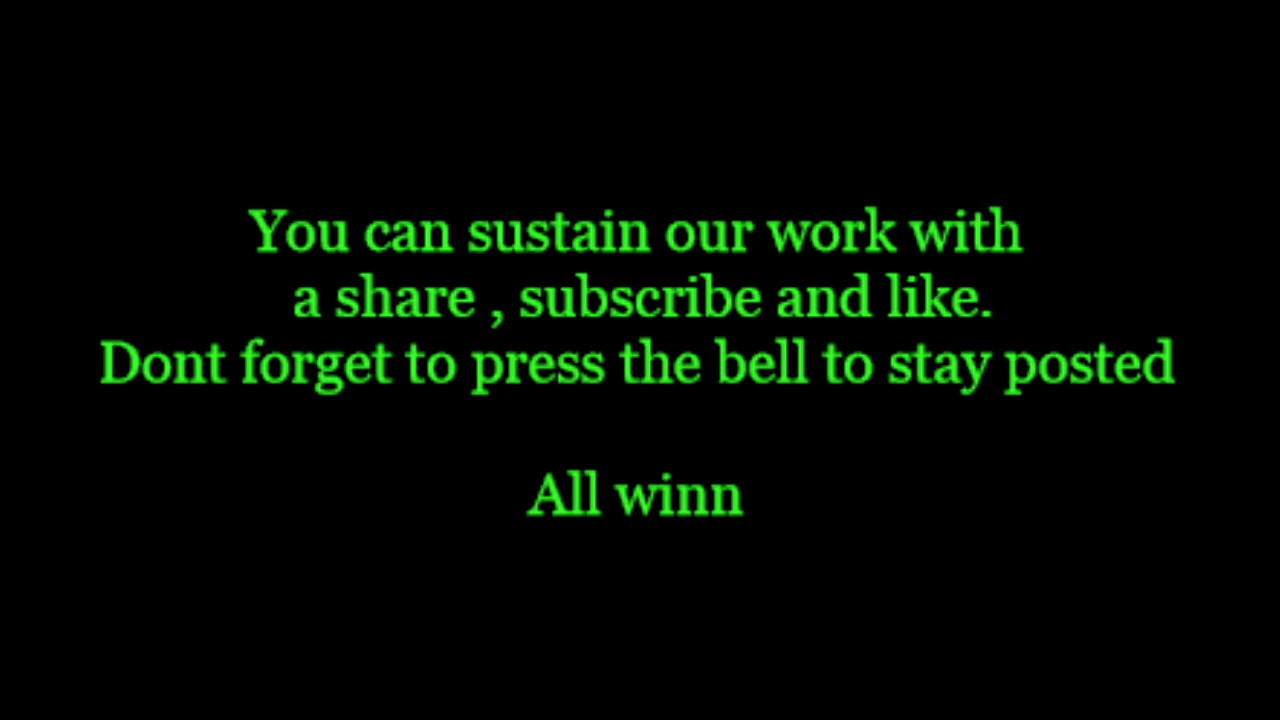 You can sustain our work with
a share , subscribe and like.
Dont forget to press the bell to stay posted
All winn